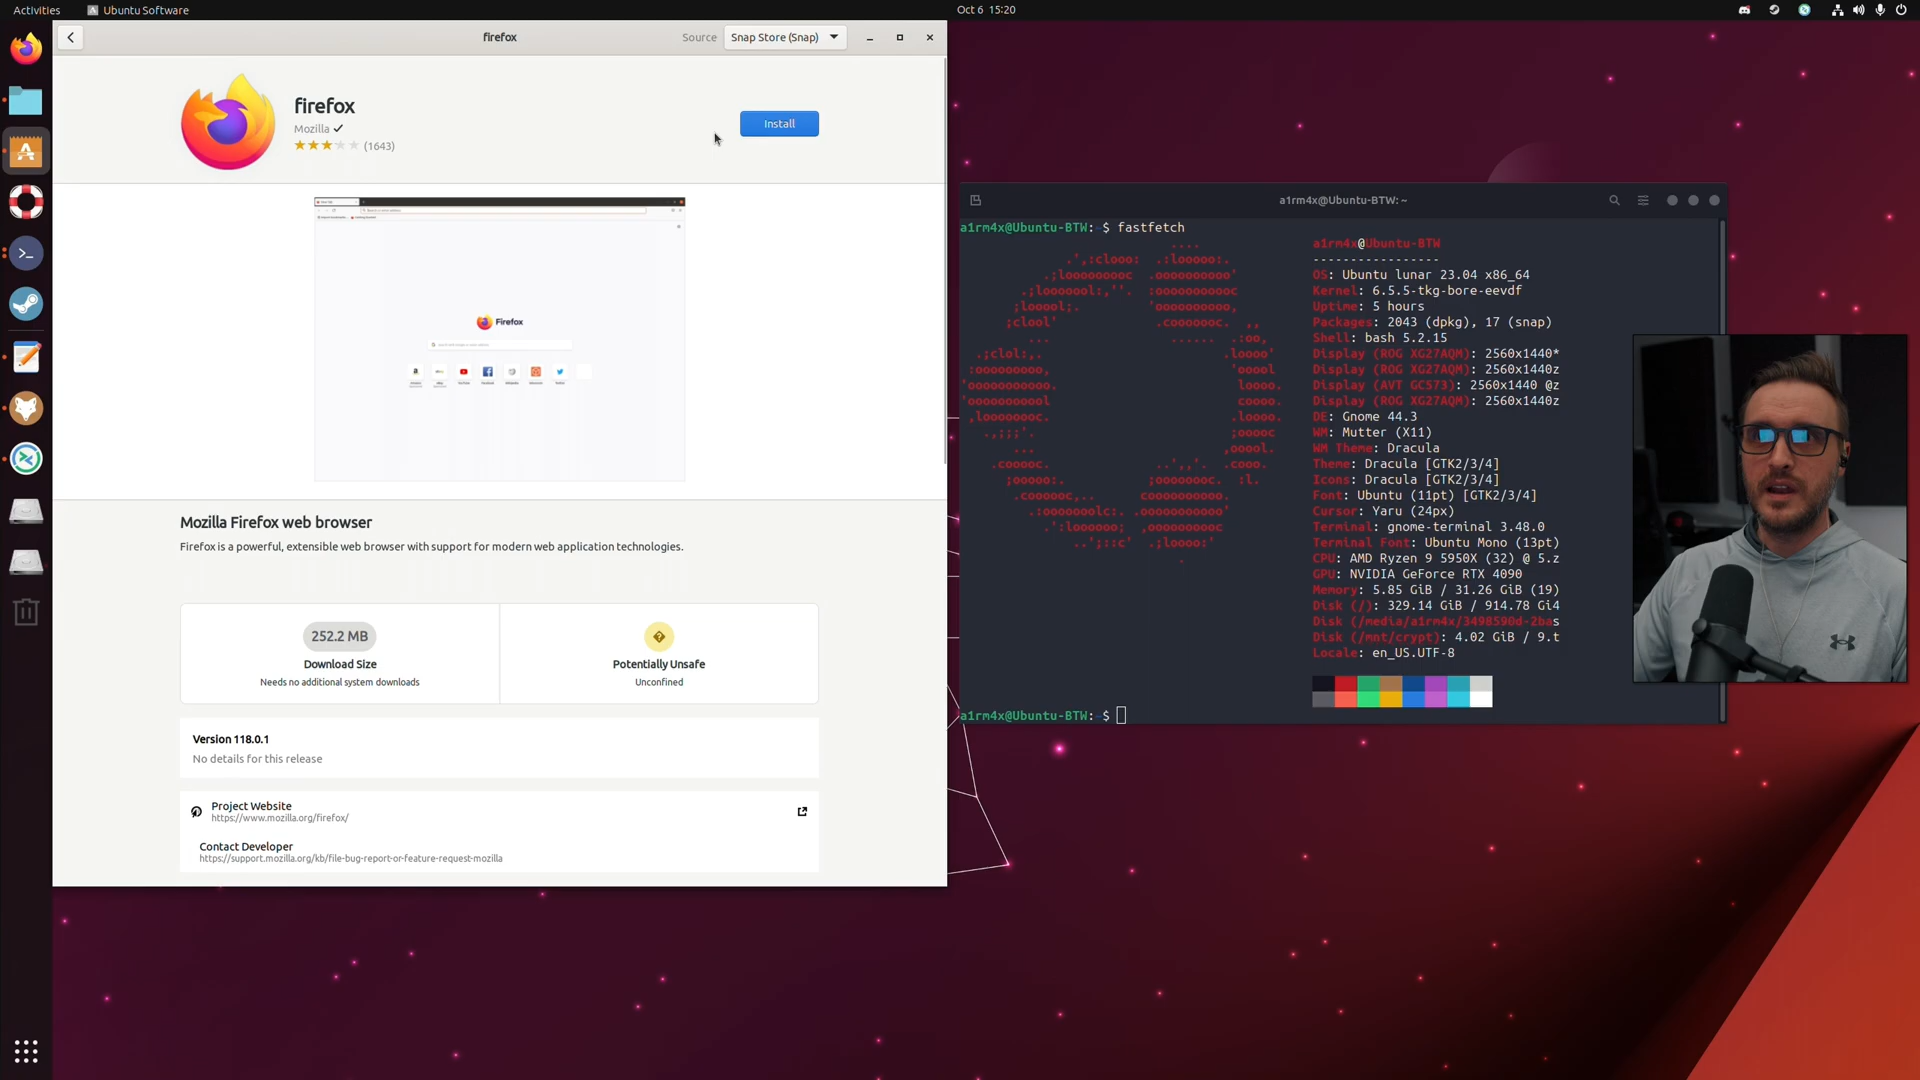 Activities
Ubuntu Software
Oct 6 15:20
firefox
Source
Snap Store (Snap)
firefox
Mozilla
(1643)
Install
Firefox
Mozilla Firefox web browser
Firefox is a powerful, extensible web browser with support for modern web application technologies.
252.2 MB
Download Size
Needs no additional system downloads
Potentially Unsafe
Unconfined
Version 118.0.1
No details for this release
Project Website
https://www.mozilla.org/firefox/
Contact Developer
https://support.mozilla.org/kb/file-bug-report-or-feature-request-mozilla
a1rm4x@Ubuntu-BTW: ~
a1rm4x@Ubuntu-BTW:~$ fastfetch
a1rm4x@Ubuntu-BTW
-----------------
OS: Ubuntu lunar 23.04 x86_64
Kernel: 6.5.5-tkg-bore-eevdf
Uptime: 5 hours
Packages: 2043 (dpkg), 17 (snap)
Shell: bash 5.2.15
Display (ROG XG27AQM): 2560x1440*
Display (ROG XG27AQM): 2560x1440z
Display (AVT GC573): 2560x1440 @z
Display (ROG XG27AQM): 2560x1440z
DE: Gnome 44.3
WM: Mutter (X11)
WM Theme: Dracula
Theme: Dracula [GTK2/3/4]
Icons: Dracula [GTK2/3/4]
Font: Ubuntu (11pt) [GTK2/3/4]
Cursor: Yaru (24px)
Terminal: gnome-terminal 3.48.0
Terminal Font: Ubuntu Mono (13pt)
CPU: AMD Ryzen 9 5950X (32) @ 5.z
GPU: NVIDIA GeForce RTX 4090
Memory: 5.85 GiB / 31.26 GiB (19)
Disk (/): 329.14 GiB / 914.78 Gi4
Disk (/media/a1rm4x/3498590d-2bas
Disk (/mnt/crypt): 4.02 GiB / 9.t
Locale: en_US.UTF-8
a1rm4x@Ubuntu-BTW:~$